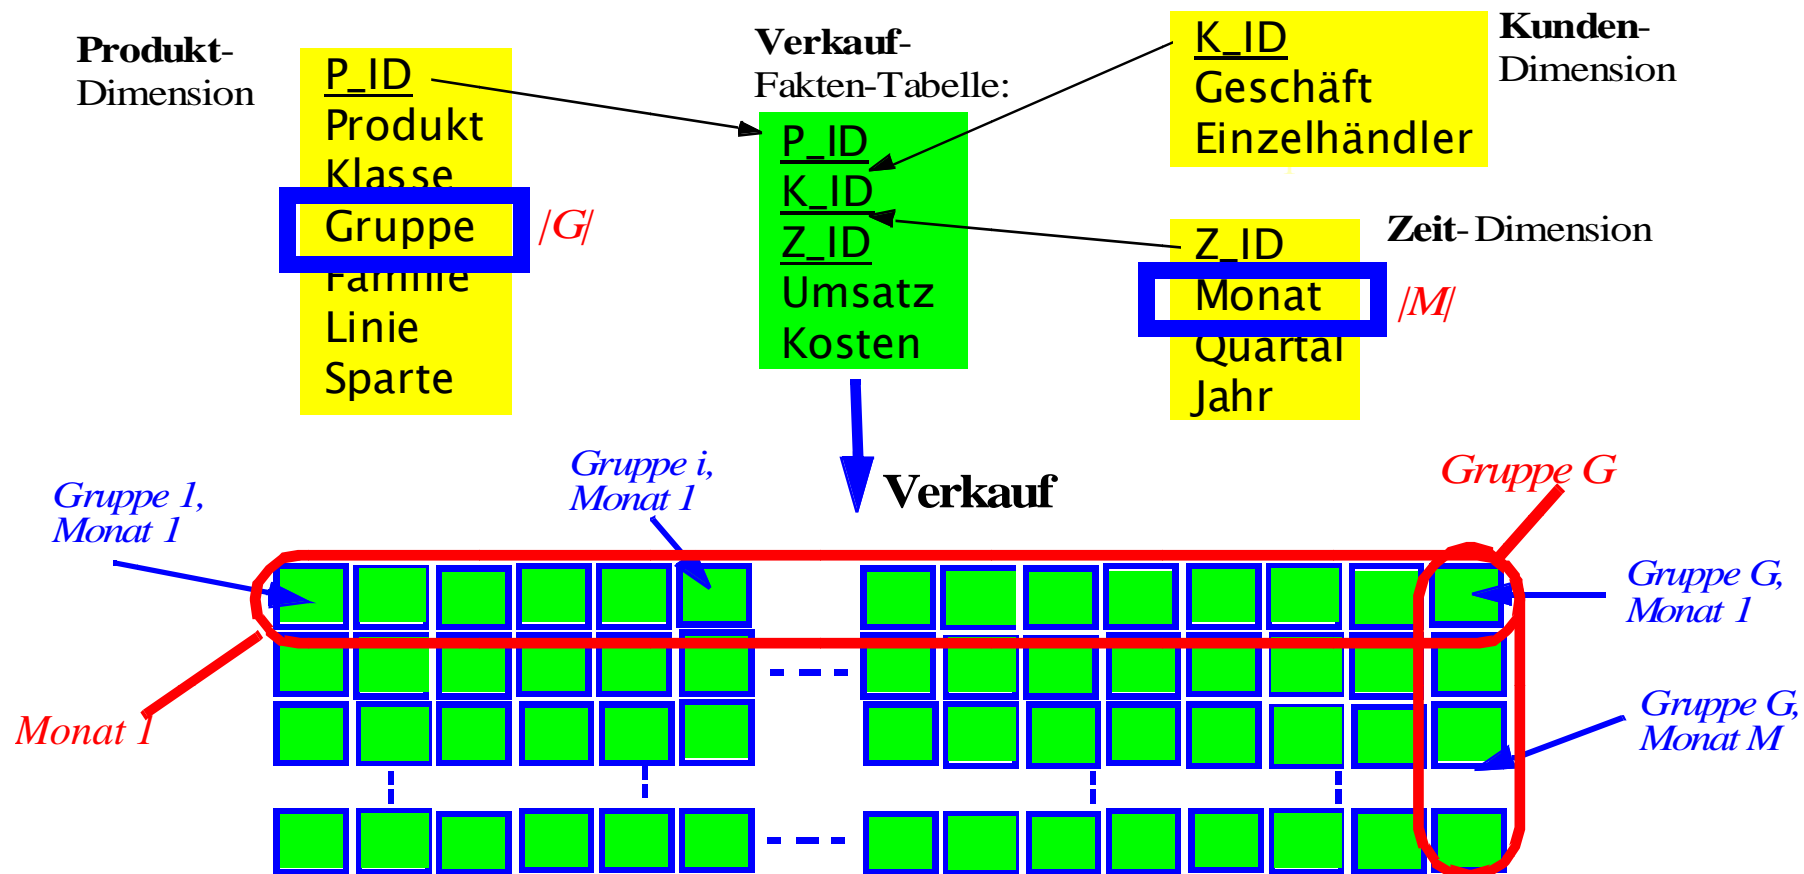 Produkt-
Dimension
P_ID
Produkt
Klasse
Gruppe
Familie
Linie
Sparte
|G|
Verkauf-
Fakten-Tabelle:
P_ID
K_ID
Z_ID
Umsatz
Kosten
K_ID
Geschäft
Einzelhändler
Kunden-
Dimension
Z_ID
Monat
Quartal
Jahr
Zeit- Dimension
|M|
Verkauf
Gruppe 1,
Monat 1
Gruppe i,
Monat 1
Gruppe G
Gruppe G,
Monat 1
Monat 1
Gruppe G,
Monat M